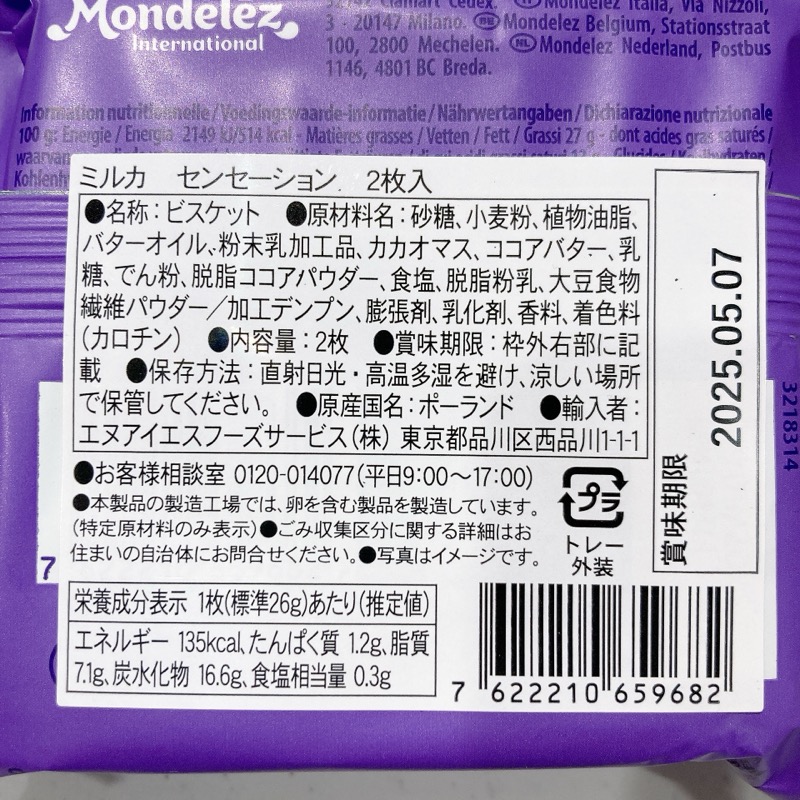 Mondelez
International
Clamart Cedex. Mondelez Italia, Via Nizzoli,
3 - 20147 Milano. Mondelez Belgium, Stationsstraat
100, 2800 Mechelen. Mondelez Nederland, Postbus
1146, 4801 BC Breda.
Information nutritionnelle / Voedingswaarde-informatie / Nährwertangaben / Dichiarazione nutrizionale
100 g: Energie / Energia 2149 kJ/514 kcal - Matières grasses / Vetten / Fett / Grassi 27 g - dont acides gras saturés /
ミルカ センセーション 2枚入
●名称:ビスケット ●原材料名:砂糖、小麦粉、植物油脂、
バターオイル、粉末乳加工品、カカオマス、ココアバター、乳
糖、でん粉、脱脂ココアパウダー、食塩、脱脂粉乳、大豆食物
繊維パウダー/加工デンプン、膨張剤、乳化剤、香料、着色料
(カロチン) ●内容量:2枚 ●賞味期限:枠外右部に記
載 ●保存方法:直射日光・高温多湿を避け、涼しい場所
で保管してください。 ●原産国名:ポーランド ●輸入者:
エヌアイエスフーズサービス(株) 東京都品川区西品川1-1-1
●お客様相談室 0120-014077(平日9:00~17:00)
●本製品の製造工場では、卵を含む製品を製造しています。
(特定原材料のみ表示)●ごみ収集区分に関する詳細はお
住まいの自治体にお問合せください。●写真はイメージです。
プラ
トレー
外装
賞味期限 2025.05.07
3218314
7
栄養成分表示 1枚(標準26g)あたり(推定値)
エネルギー 135kcal、たんぱく質 1.2g、脂質
7.1g、炭水化物 16.6g、食塩相当量 0.3g
7 622210 659682